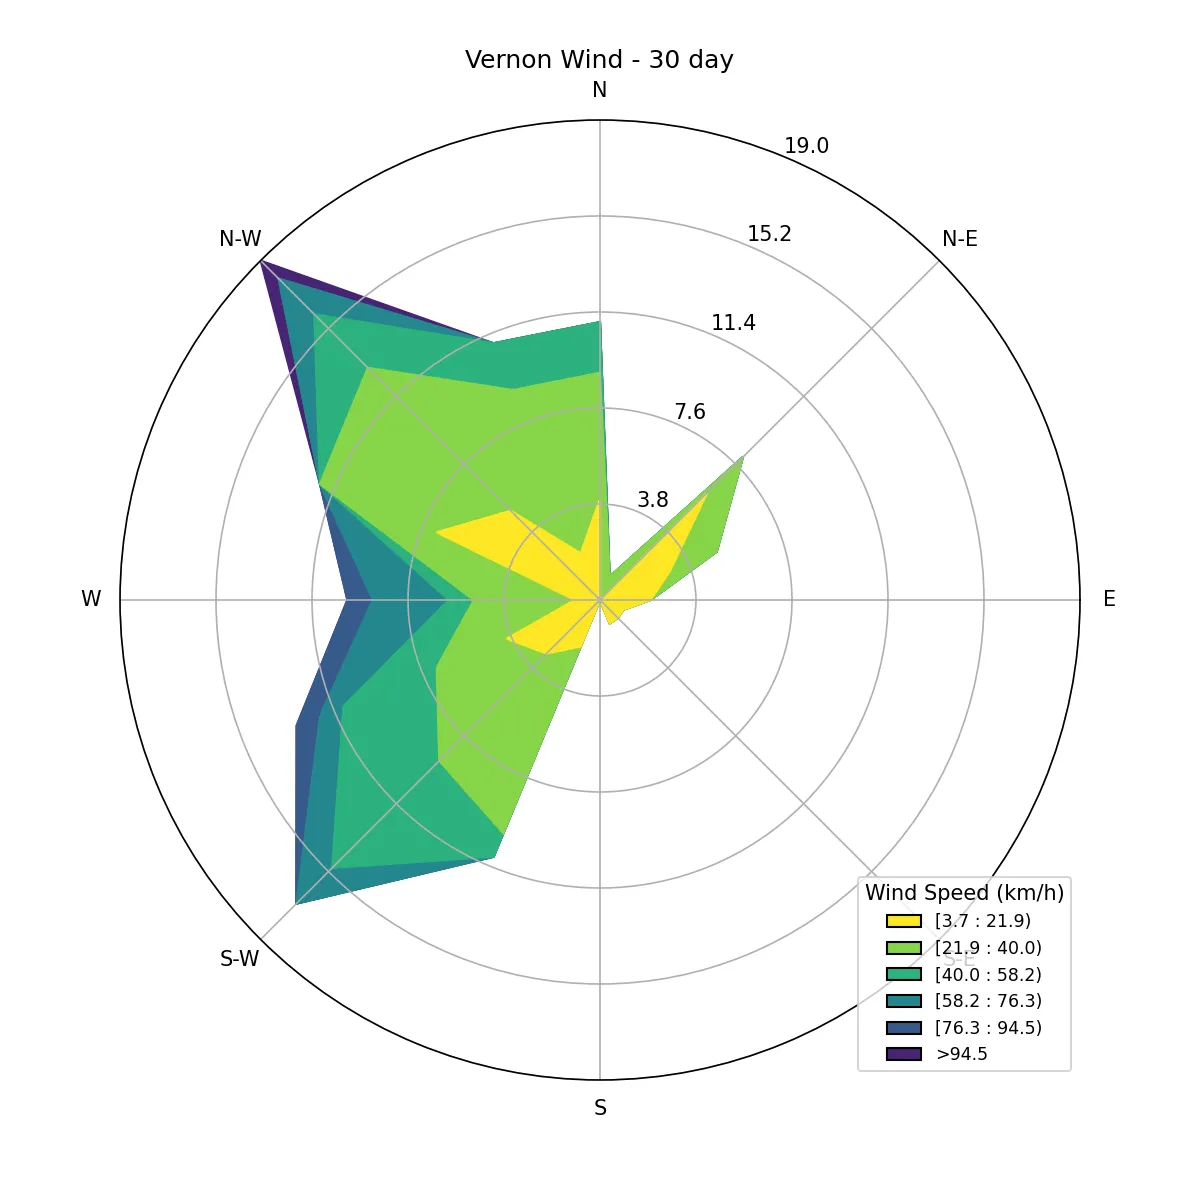 Vernon Wind - 30 day
N
19.0
15.2
N-W
N-E
11.4
7.6
3.8
W
E
S-W
S-E
Wind Speed (km/h)
[3.7 : 21.9)
[21.9 : 40.0)
[40.0 : 58.2)
[58.2 : 76.3)
[76.3 : 94.5)
>94.5
S